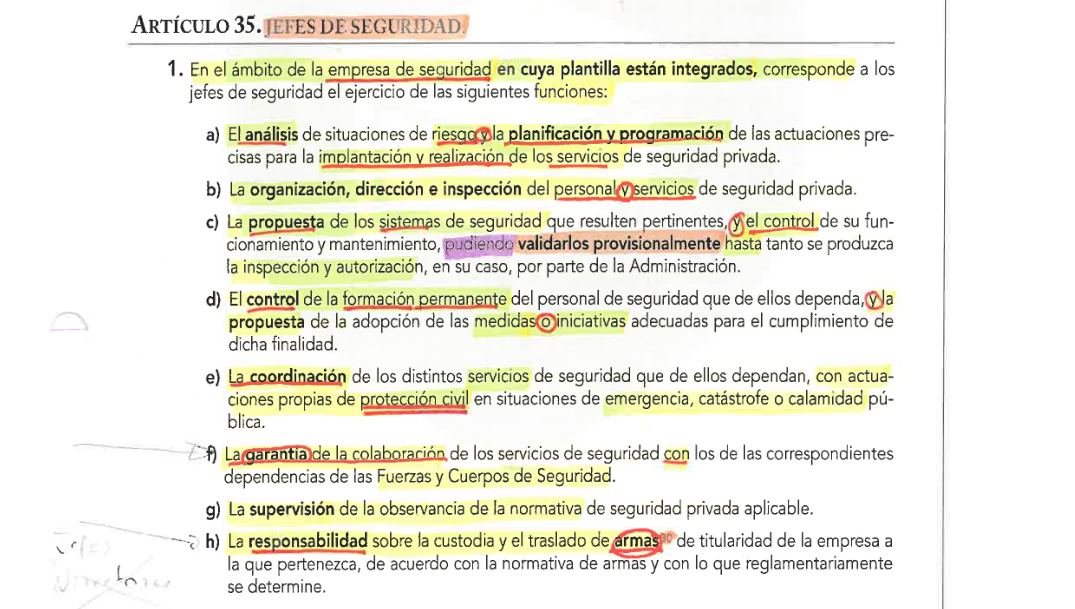 ARTÍCULO 35. JEFES DE SEGURIDAD.
1. En el ámbito de la empresa de seguridad en cuya plantilla están integrados, corresponde a los
jefes de seguridad el ejercicio de las siguientes funciones:
a) El análisis de situaciones de riesgo y la planificación y programación de las actuaciones pre-
cisas para la implantación y realización de los servicios de seguridad privada.
b) La organización, dirección e inspección del personal y servicios de seguridad privada.
c) La propuesta de los sistemas de seguridad que resulten pertinentes, y el control de su fun-
cionamiento y mantenimiento, pudiendo validarlos provisionalmente hasta tanto se produzca
la inspección y autorización, en su caso, por parte de la Administración.
d) El control de la formación permanente del personal de seguridad que de ellos dependa, y la
propuesta de la adopción de las medidas o iniciativas adecuadas para el cumplimiento de
dicha finalidad.
e) La coordinación de los distintos servicios de seguridad que de ellos dependan, con actua-
ciones propias de protección civil en situaciones de emergencia, catástrofe o calamidad pú-
blica.
f) La garantía de la colaboración de los servicios de seguridad con los de las correspondientes
dependencias de las Fuerzas y Cuerpos de Seguridad.
g) La supervisión de la observancia de la normativa de seguridad privada aplicable.
h) La responsabilidad sobre la custodia y el traslado de armas de titularidad de la empresa a
la que pertenezca, de acuerdo con la normativa de armas y con lo que reglamentariamente
se determine.